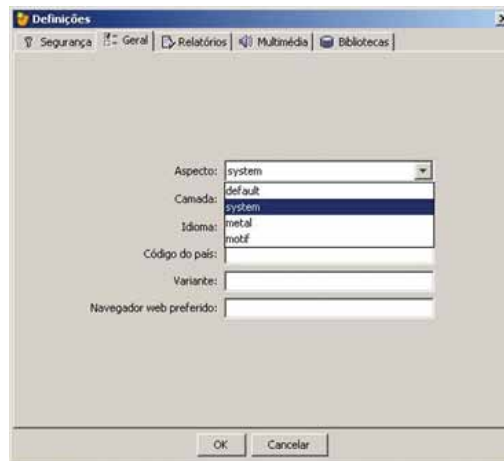 Definições
Segurança Geral Relatórios Multimédia Bibliotecas
Aspecto: system
default
Camada: system
Idioma: metal
motif
Código do país:
Variante:
Navegador web preferido:
OK Cancelar